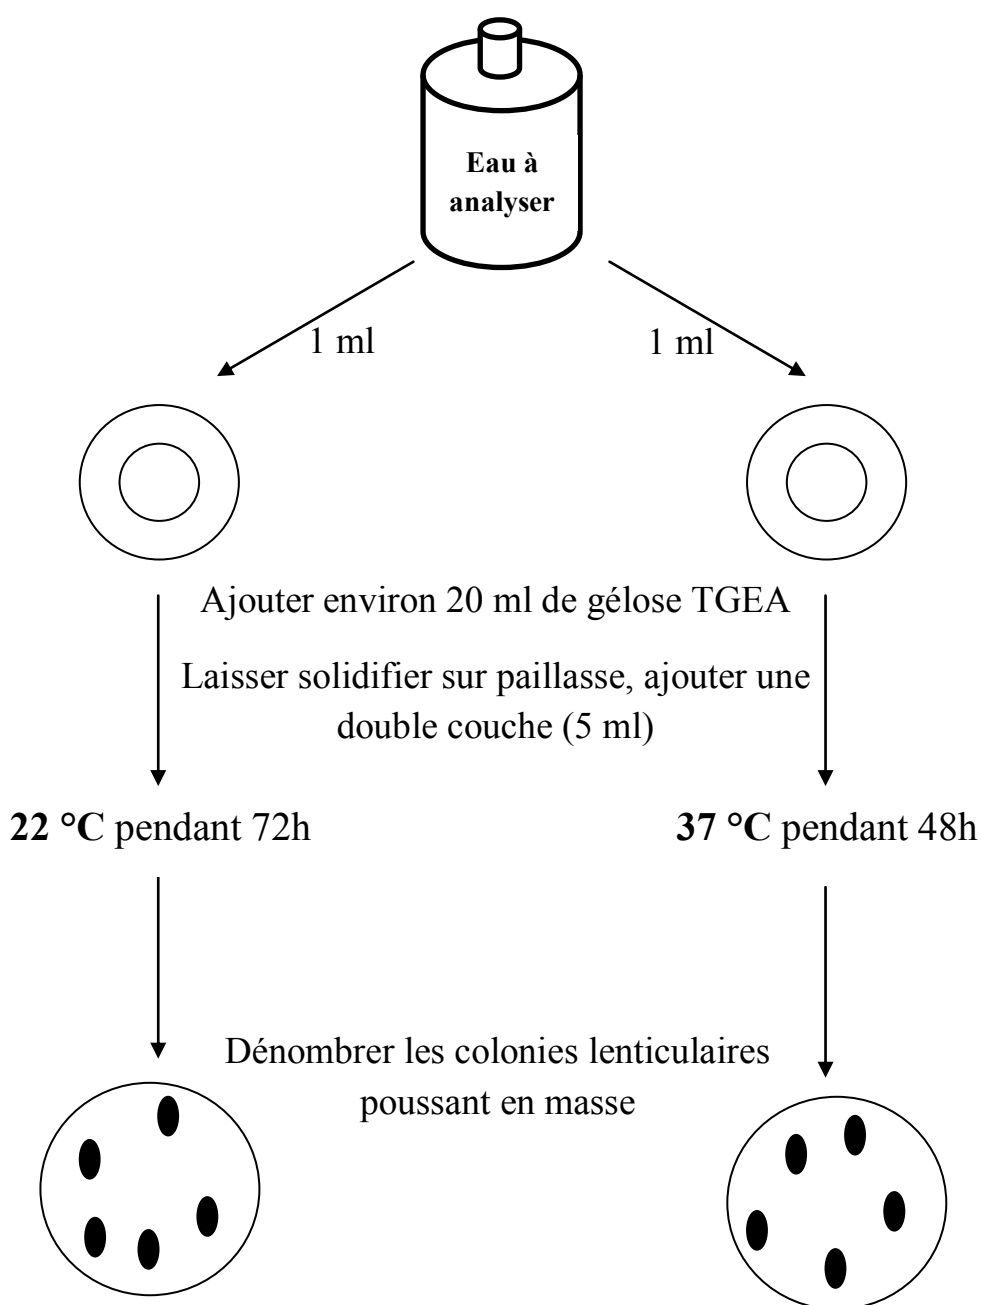 Eau à
analyser
1 ml
1 ml
Ajouter environ 20 ml de gélose TGEA
Laisser solidifier sur paillasse, ajouter une
double couche (5 ml)
22 °C pendant 72h
37 °C pendant 48h
Dénombrer les colonies lenticulaires
poussant en masse